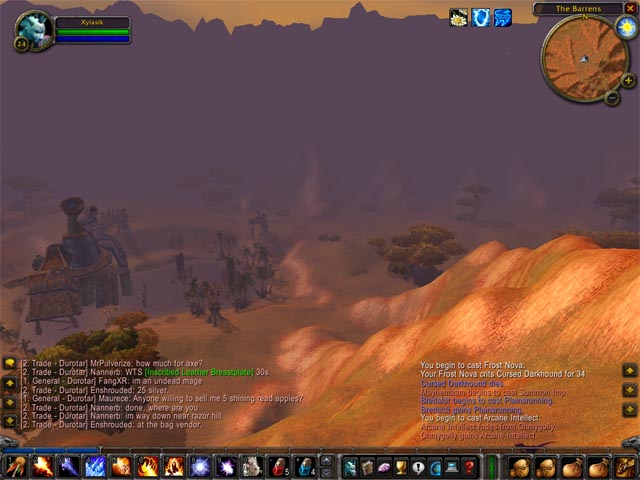 Xylasik
24
The Barrens
N
[2. Trade - Durotar] MrPulverize: how much for axe?
[2. Trade - Durotar] Nannerb: WTS [Inscribed Leather Breastplate] 30s
[1. General - Durotar] FangXR: im an undead mage
[2. Trade - Durotar] Enshrouded: 25 silver.
[1. General - Durotar] Maurece: Anyone willing to sell me 5 shining read apples?
[2. Trade - Durotar] Nannerb: done, where are you
[2. Trade - Durotar] Nannerb: im way down near razor hill
[2. Trade - Durotar] Enshrouded: at the bag vendor.
You begin to cast Frost Nova.
Your Frost Nova crits Cursed Darkhound for 34.
Cursed Darkhound dies.
begins to cast Summon Imp.
begins to cast Plainsrunning.
gains Plainsrunning.
You begin to cast Arcane Intellect.
Arcane Intellect fades from
gains Arcane Intellect.
5
4